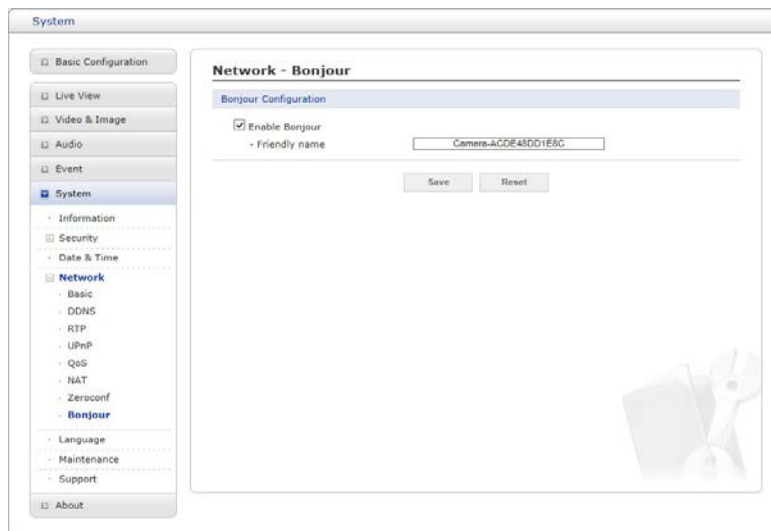 System
Basic Configuration
Live View
Video & Image
Audio
Event
System
Information
Security
Date & Time
Network
Basic
DDNS
RTP
UPnP
QoS
NAT
Zeroconf
Bonjour
Language
Maintenance
Support
About
Network - Bonjour
Bonjour Configuration
Enable Bonjour
- Friendly name Camera-ACDE48DD1E8C
Save Reset